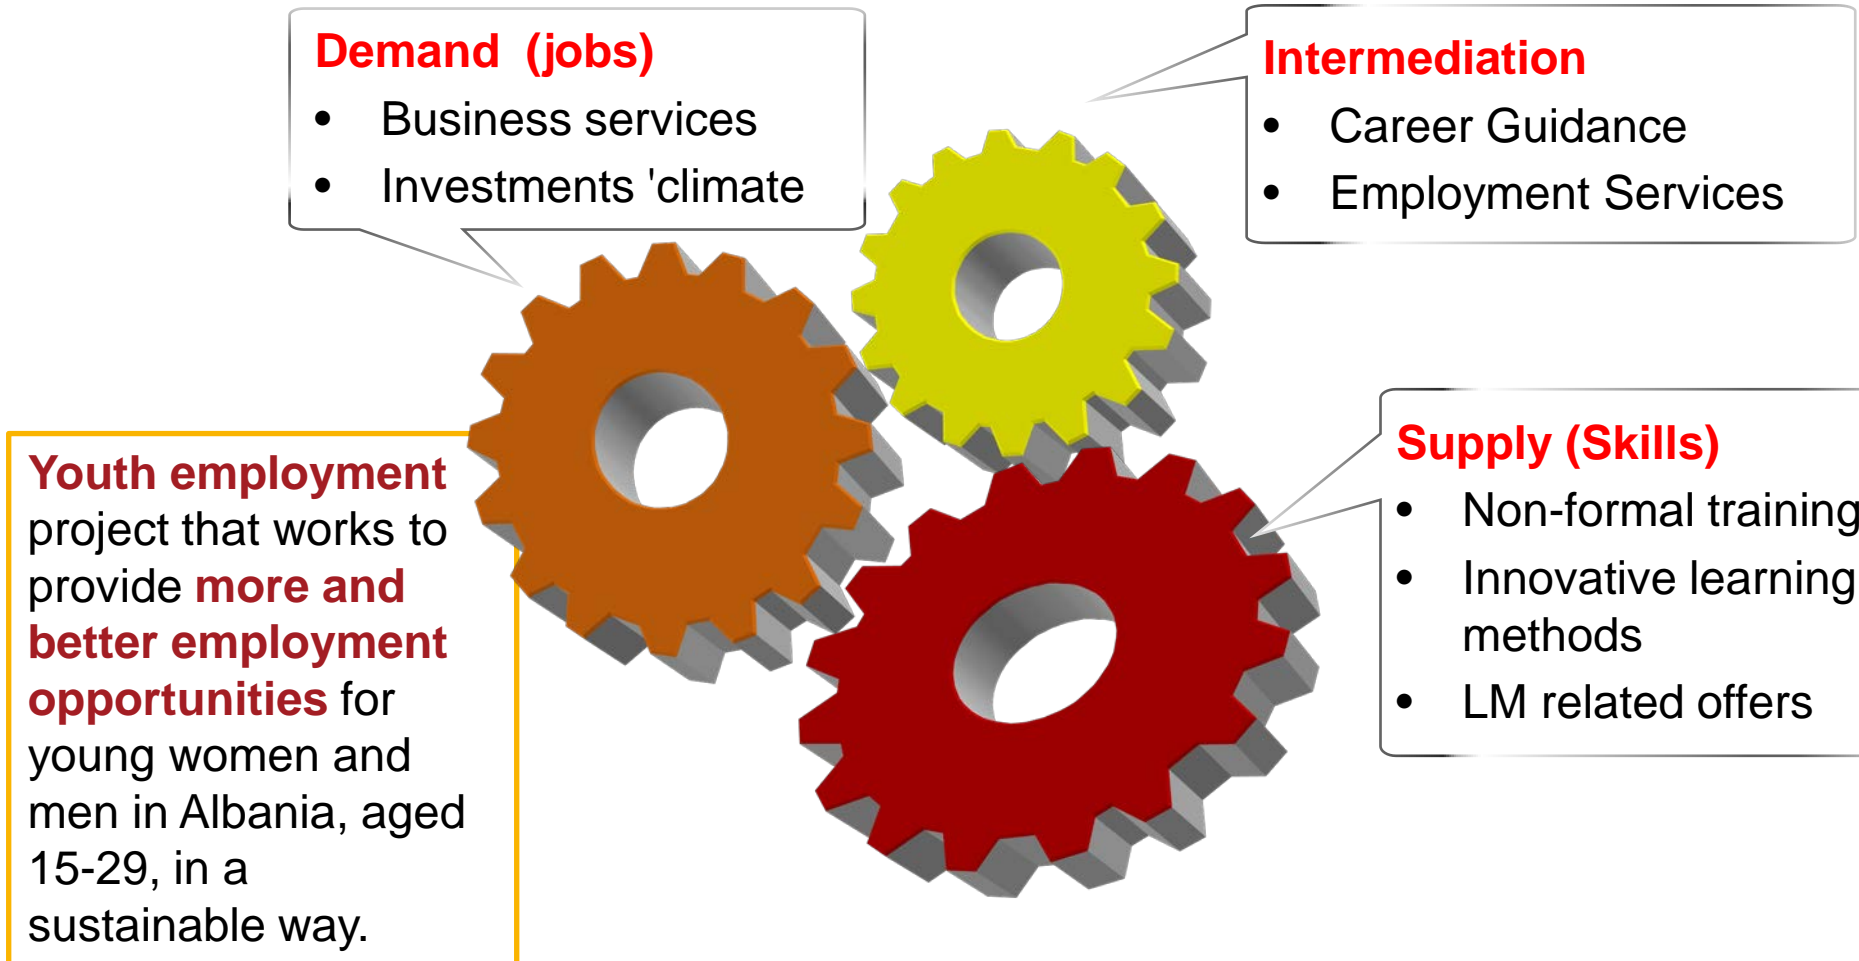 Demand  (jobs)
• Business services
• Investments 'climate
Intermediation
• Career Guidance
• Employment Services
Youth employment
project that works to
provide more and
better employment
opportunities for
young women and
men in Albania, aged
15-29, in a
sustainable way.
Supply (Skills)
• Non-formal training
• Innovative learning
methods
• LM related offers